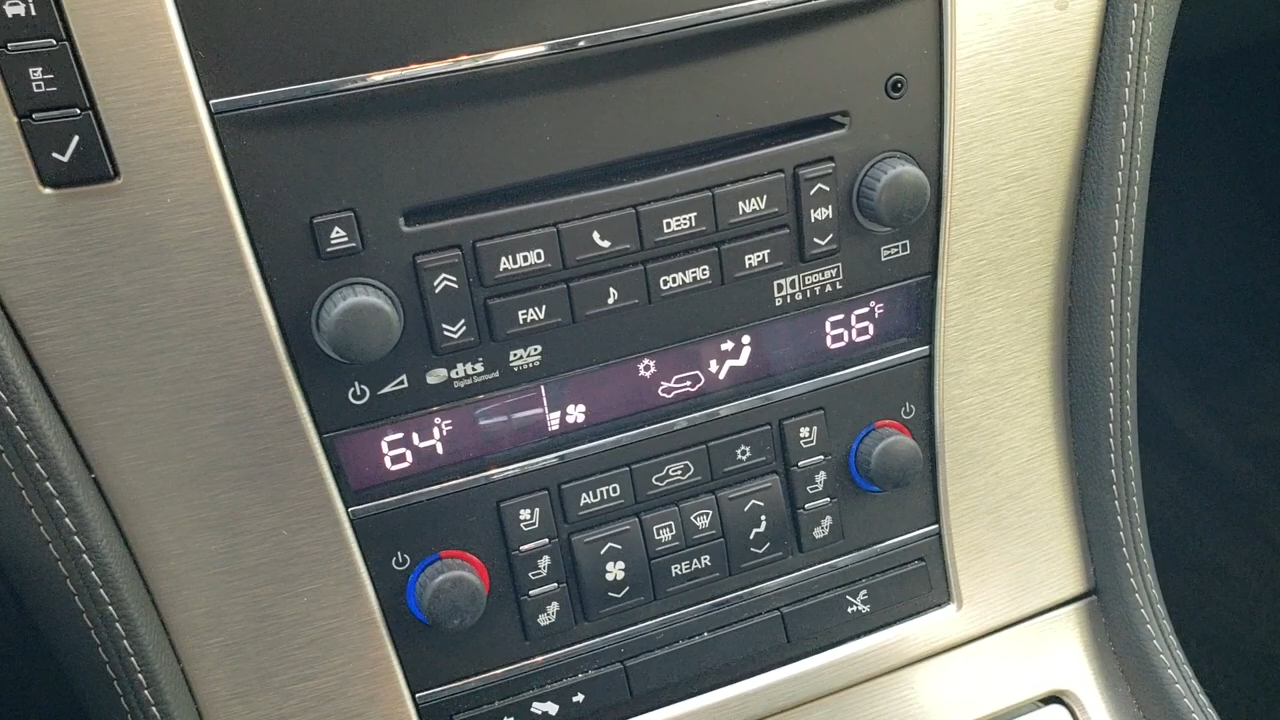 AUDIO
DEST
NAV
FAV
CONFIG
RPT
DOLBY
DIGITAL
dts
Digital Surround
DVD
VIDEO
64°F
66°F
AUTO
REAR